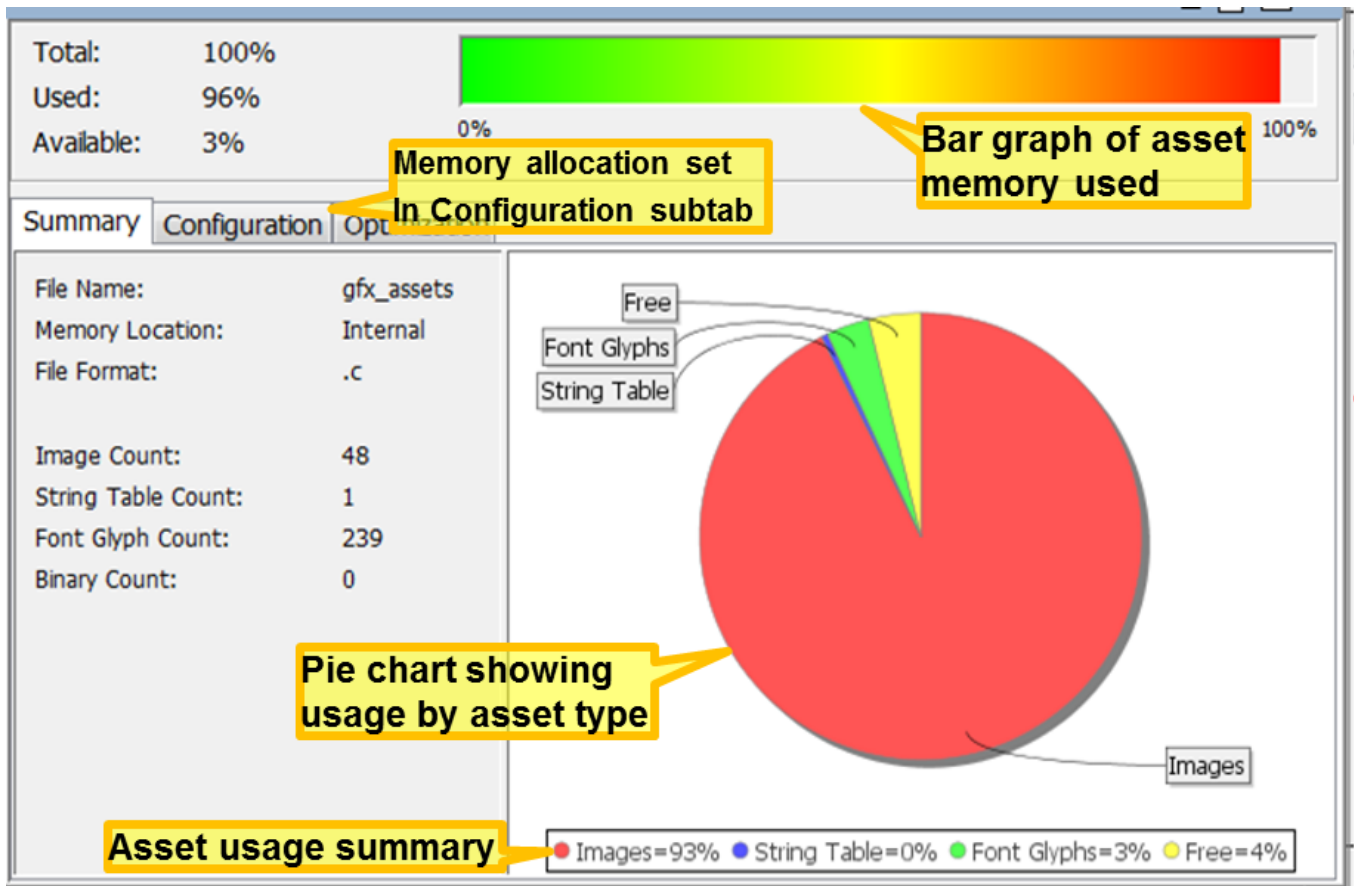 Total: 100%
Used: 96%
Available: 3%
0%
100%
Bar graph of asset
memory used
Memory allocation set
In Configuration subtab
Summary
Configuration
Optimization
File Name: gfx_assets
Memory Location: Internal
File Format: .c
Image Count: 48
String Table Count: 1
Font Glyph Count: 239
Binary Count: 0
Free
Font Glyphs
String Table
Pie chart showing
usage by asset type
Images
Asset usage summary
Images=93% String Table=0% Font Glyphs=3% Free=4%